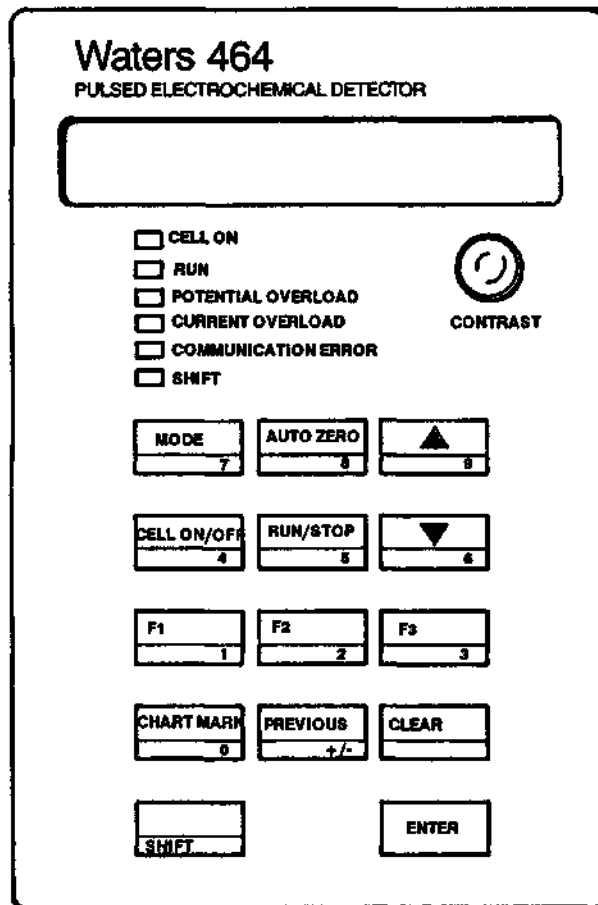 Waters 464
PULSED ELECTROCHEMICAL DETECTOR
CELL ON
RUN
POTENTIAL OVERLOAD
CURRENT OVERLOAD
COMMUNICATION ERROR
SHIFT
CONTRAST
MODE AUTO ZERO ▲
7 8 9
CELL ON/OFF RUN/STOP ▼
4 5 6
F1 F2 F3
1 2 3
CHART MARK PREVIOUS CLEAR
0 +/-
SHIFT ENTER